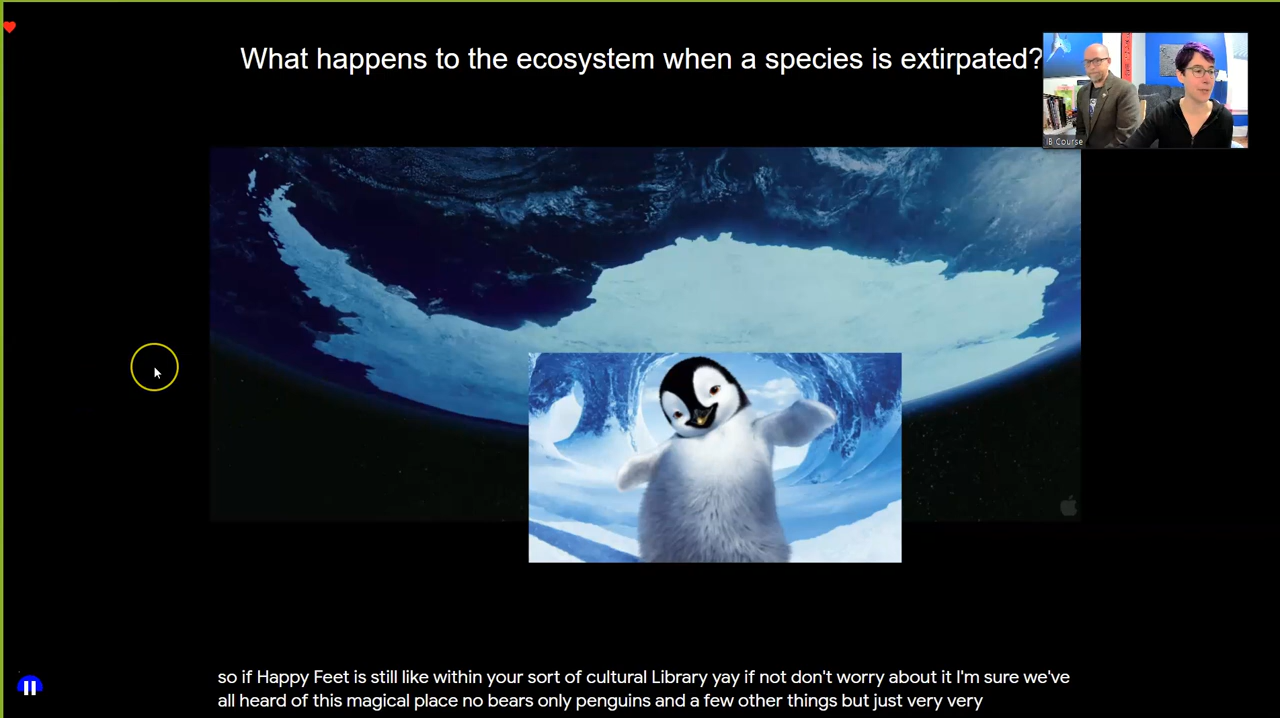 What happens to the ecosystem when a species is extirpated?
IB Course
so if Happy Feet is still like within your sort of cultural Library yay if not don't worry about it I'm sure we've
all heard of this magical place no bears only penguins and a few other things but just very very